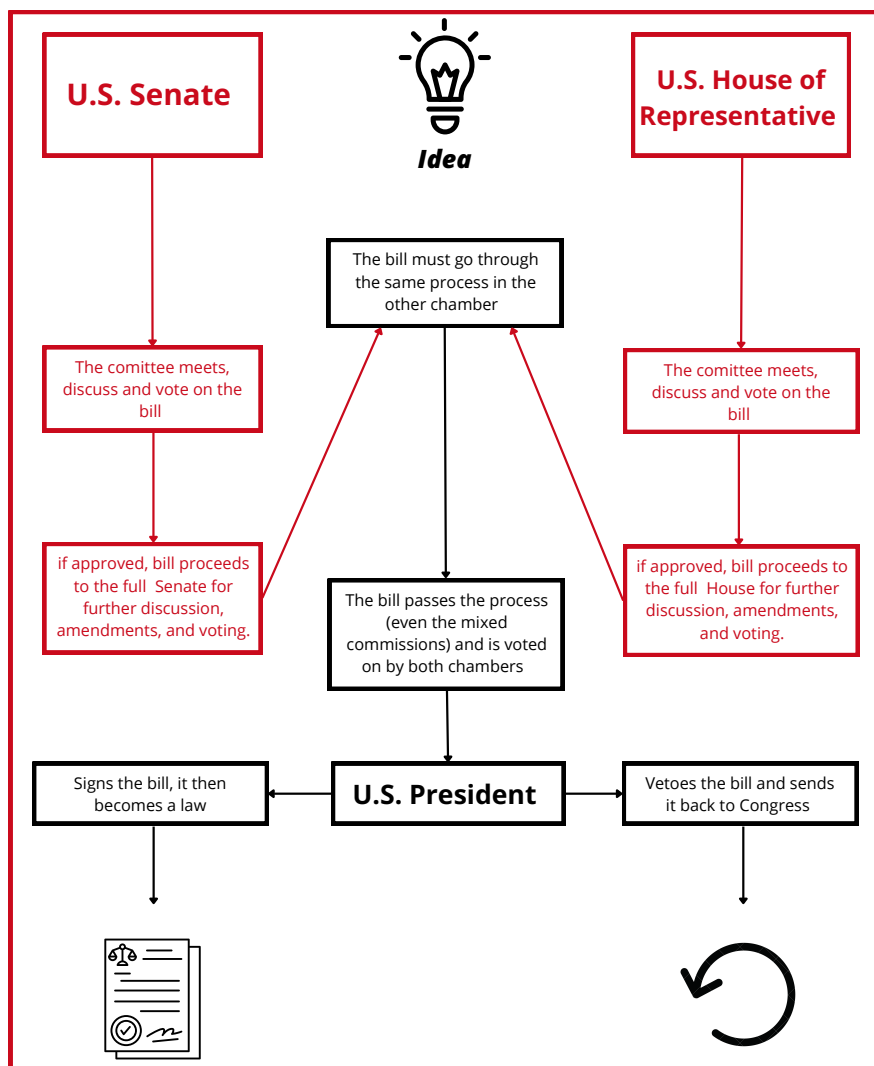 U.S. Senate
Idea
U.S. House of
Representative
The bill must go through
the same process in the
other chamber
The comittee meets,
discuss and vote on the
bill
The comittee meets,
discuss and vote on the
bill
if approved, bill proceeds
to the full Senate for
further discussion,
amendments, and voting.
if approved, bill proceeds to
the full House for further
discussion, amendments,
and voting.
The bill passes the process
(even the mixed
commissions) and is voted
on by both chambers
Signs the bill, it then
becomes a law
U.S. President
Vetoes the bill and sends
it back to Congress